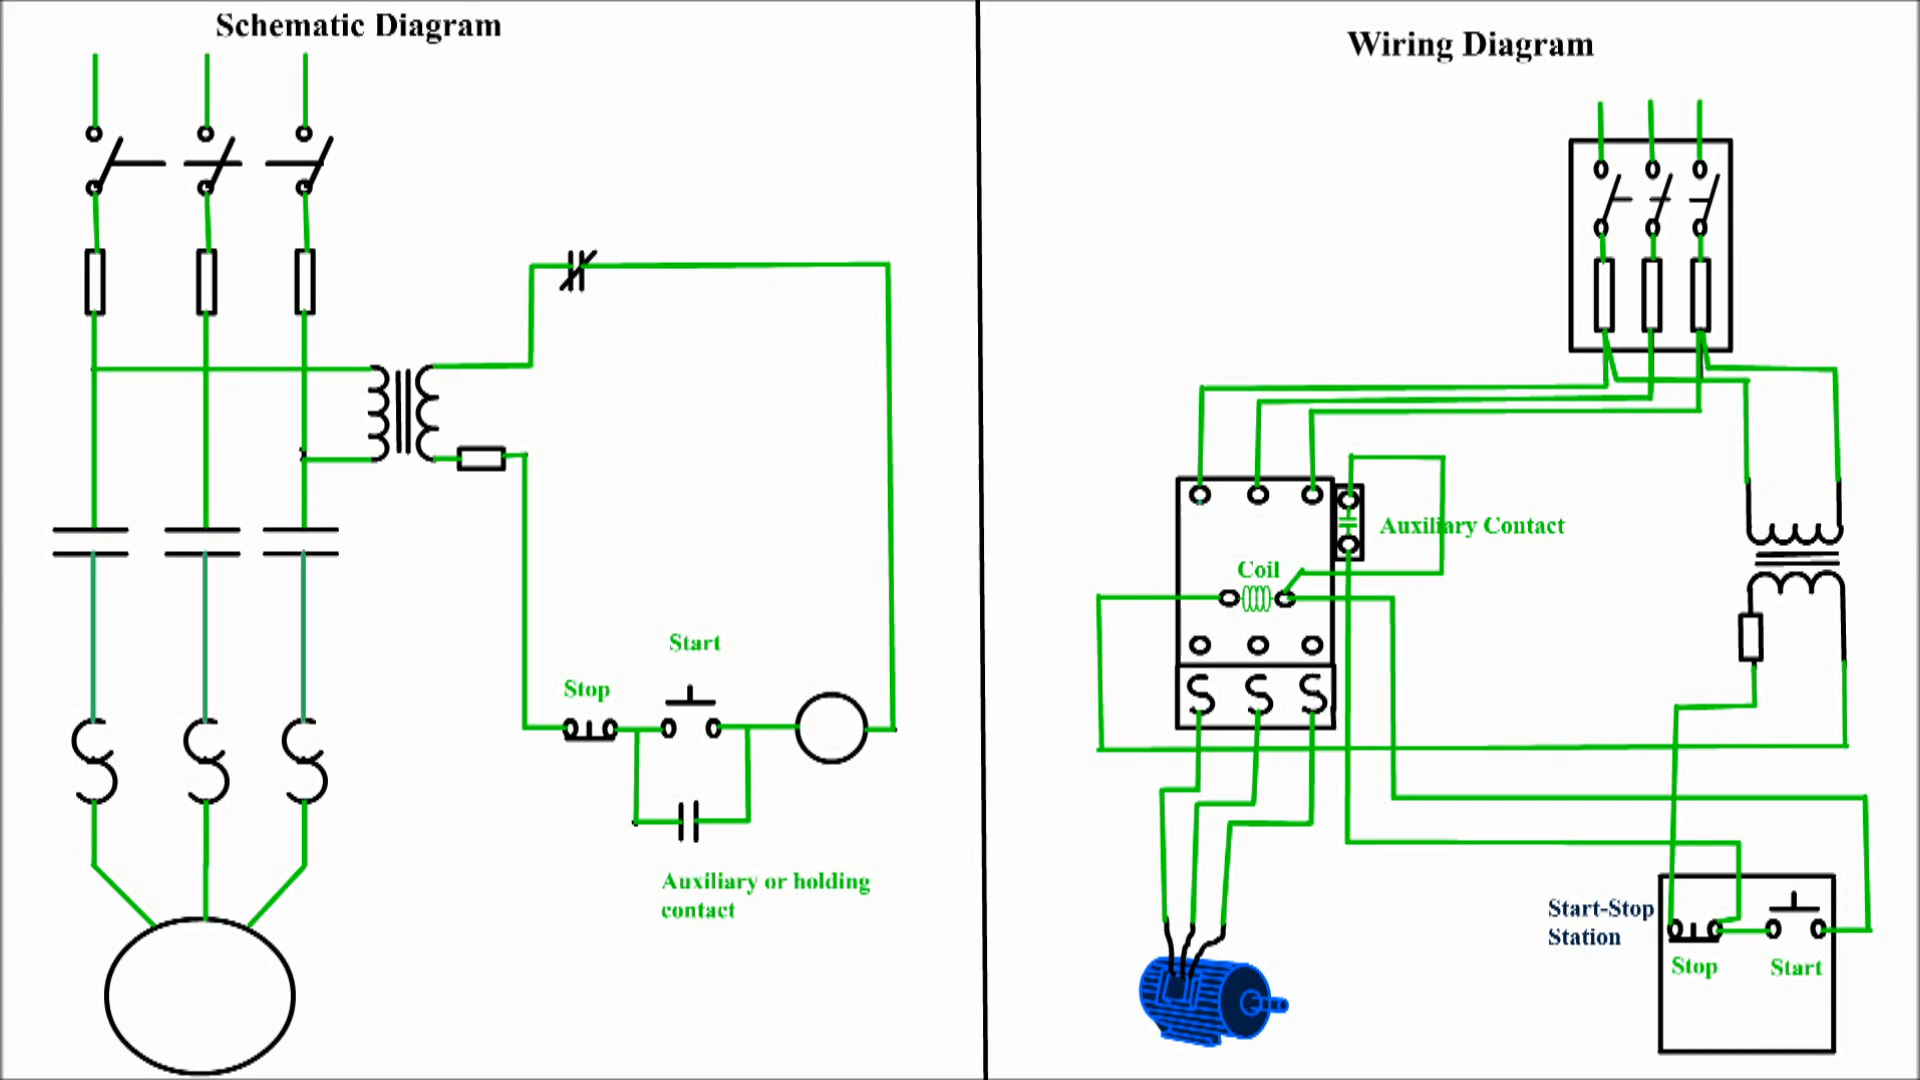 Schematic Diagram
Start
Stop
Auxiliary or holding
contact
Wiring Diagram
Auxiliary Contact
Coil
Start-Stop
Station
Stop
Start